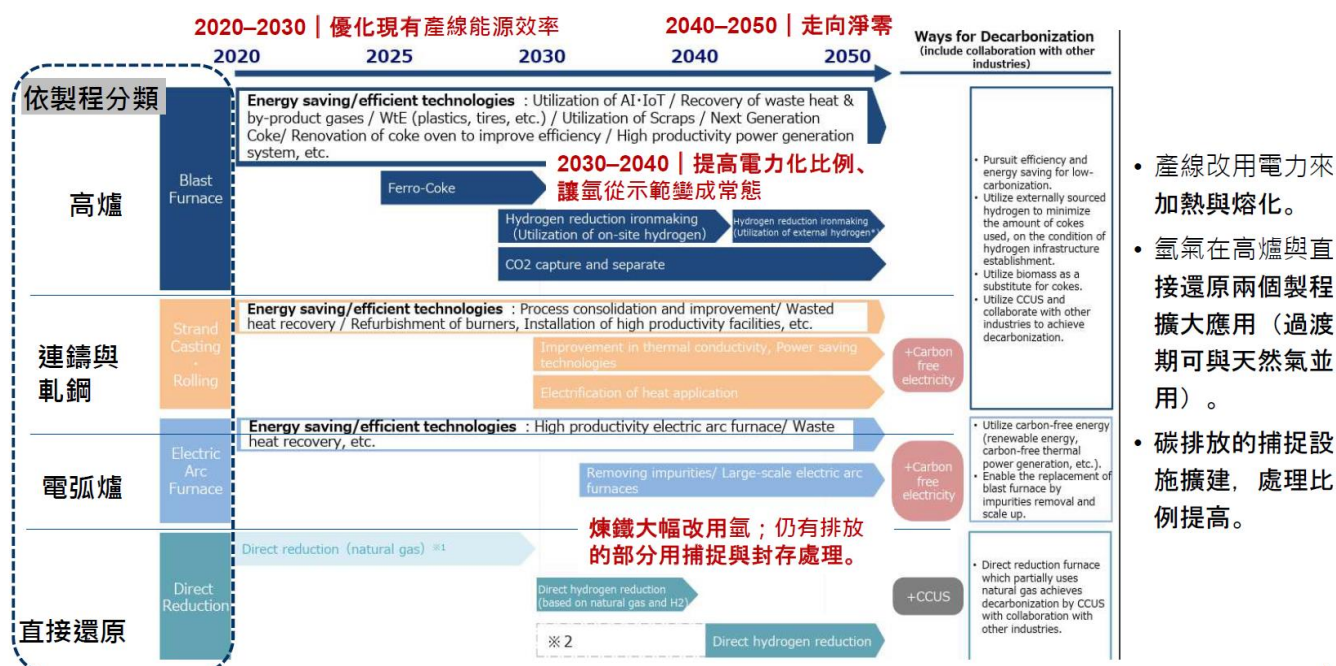 2020–2030｜優化現有產線能源效率
2040–2050｜走向淨零
2020
2025
2030
2040
2050
Ways for Decarbonization
(include collaboration with other
industries)
依製程分類
高爐
Blast
Furnace
Energy saving/efficient technologies : Utilization of AI・IoT / Recovery of waste heat &
by-product gases / WtE (plastics, tires, etc.) / Utilization of Scraps / Next Generation
Coke/ Renovation of coke oven to improve efficiency / High productivity power generation
system, etc.
2030–2040｜提高電力化比例、
讓氫從示範變成常態
Ferro-Coke
Hydrogen reduction ironmaking
(Utilization of on-site hydrogen)
Hydrogen reduction ironmaking
(Utilization of external hydrogen*)
CO2 capture and separate
• Pursuit efficiency and
energy saving for low-
carbonization.
• Utilize externally sourced
hydrogen to minimize
the amount of cokes
used, on the condition of
hydrogen infrastructure
establishment.
• Utilize biomass as a
substitute for cokes.
• Utilize CCUS and
collaborate with other
industries to achieve
decarbonization.
連鑄與
軋鋼
Strand
Casting
・
Rolling
Energy saving/efficient technologies : Process consolidation and improvement/ Wasted
heat recovery / Refurbishment of burners, Installation of high productivity facilities, etc.
Improvement in thermal conductivity, Power saving
technologies
Electrification of heat application
+Carbon
free
electricity
電弧爐
Electric
Arc
Furnace
Energy saving/efficient technologies : High productivity electric arc furnace/ Waste
heat recovery, etc.
Removing impurities/ Large-scale electric arc
furnaces
+Carbon
free
electricity
• Utilize carbon-free energy
(renewable energy,
carbon-free thermal
power generation, etc.).
• Enable the replacement of
blast furnace by
impurities removal and
scale up.
煉鐵大幅改用氫；仍有排放
的部分用捕捉與封存處理。
直接還原
Direct
Reduction
Direct reduction (natural gas) ※1
Direct hydrogen reduction
(based on natural gas and H2)
※2
Direct hydrogen reduction
+CCUS
• Direct reduction furnace
which partially uses
natural gas achieves
decarbonization by CCUS
with collaboration with
other industries.
• 產線改用電力來
加熱與熔化。
• 氫氣在高爐與直
接還原兩個製程
擴大應用（過渡
期可與天然氣並
用）。
• 碳排放的捕捉設
施擴建，處理比
例提高。